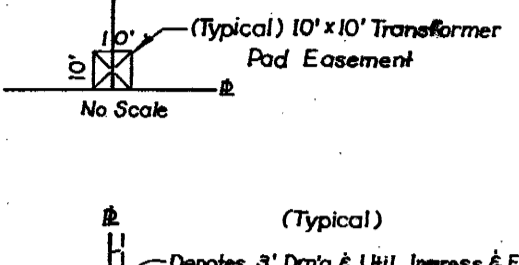 (Typical) 10' x 10' Transformer
Pad Easement
10'
10'
℄
No Scale
℄
(Typical)
Denotes 3' Drn'g & Util. Ingress & E